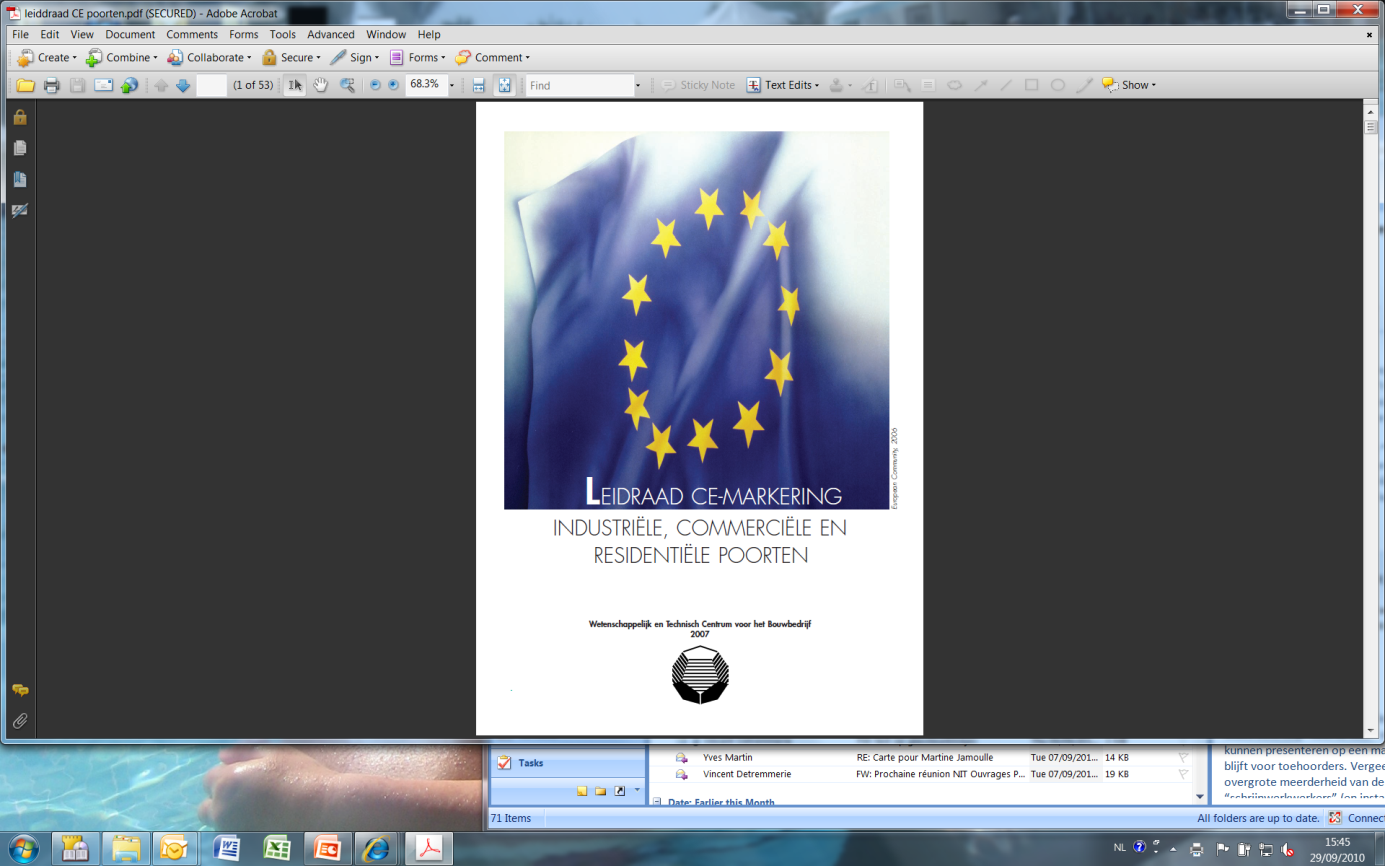 leiddraad CE poorten.pdf (SECURED) - Adobe Acrobat
File Edit View Document Comments Forms Tools Advanced Window Help
Create Combine Collaborate Secure Sign Forms Comment
(1 of 53) 68.3% Find Sticky Note Text Edits Show
European Community, 2006
LEIDRAAD CE-MARKERING
INDUSTRIËLE, COMMERCIËLE EN
RESIDENTIËLE POORTEN
Wetenschappelijk en Technisch Centrum voor het Bouwbedrijf
2007
Tasks
Yves Martin RE: Carte pour Martine Jamoulle Tue 07/09/201... 14 KB
Vincent Detremmerie FW: Prochaine réunion NIT Ouvrages P... Tue 07/09/201... 19 KB
Date: Earlier this Month
kunnen presenteren op een ma
blijft voor toehoorders. Vergee
overgrote meerderheid van de
“schrijnwerkwerkers” (en insta
71 Items All folders are up to date. Connect
NL 15:45
29/09/2010